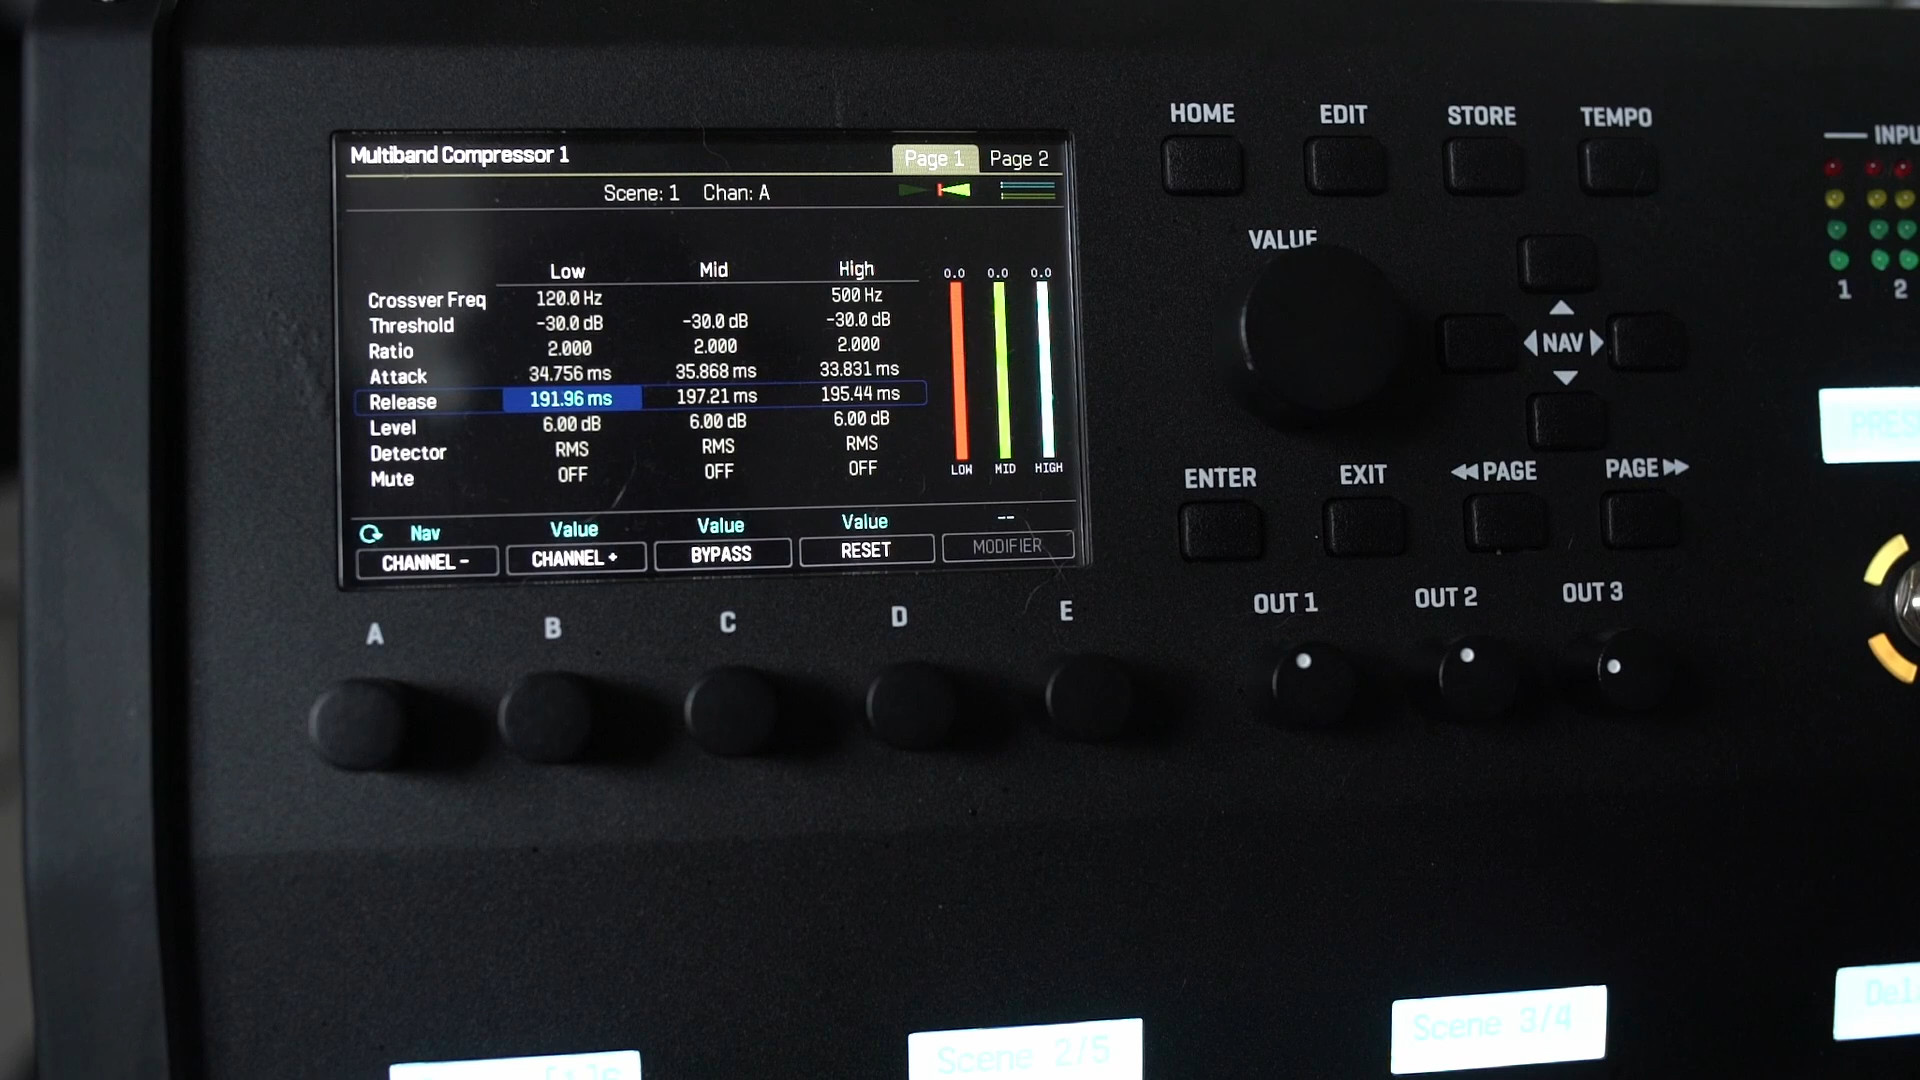 Multiband Compressor 1 Page 1 Page 2
Scene: 1 Chan: A
Low Mid High 0.0 0.0 0.0
Crossver Freq 120.0 Hz 500 Hz
Threshold -30.0 dB -30.0 dB -30.0 dB
Ratio 2.000 2.000 2.000
Attack 34.756 ms 35.868 ms 33.831 ms
Release 191.96 ms 197.21 ms 195.44 ms
Level 6.00 dB 6.00 dB 6.00 dB
Detector RMS RMS RMS
Mute OFF OFF OFF
LOW MID HIGH
Nav Value Value Value --
CHANNEL - CHANNEL + BYPASS RESET MODIFIER
A B C D E
HOME EDIT STORE TEMPO
VALUE
NAV
ENTER EXIT PAGE PAGE
OUT 1 OUT 2 OUT 3
1 2
Scene 2/5
Scene 3/4